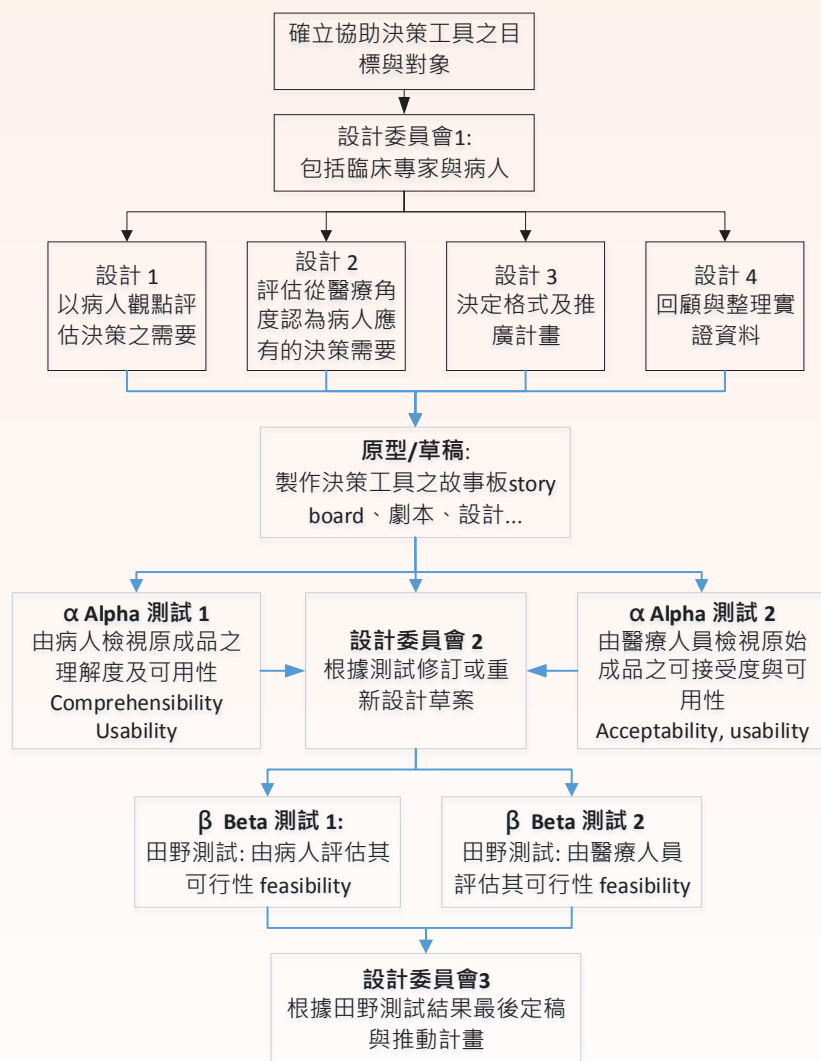 確立協助決策工具之目
標與對象
設計委員會1:
包括臨床專家與病人
設計 1
以病人觀點評
估決策之需要
設計 2
評估從醫療角
度認為病人應
有的決策需要
設計 3
決定格式及推
廣計畫
設計 4
回顧與整理實
證資料
原型/草稿:
製作決策工具之故事板story
board、劇本、設計...
α Alpha 測試 1
由病人檢視原成品之
理解度及可用性
Comprehensibility
Usability
設計委員會 2
根據測試修訂或重
新設計草案
α Alpha 測試 2
由醫療人員檢視原始
成品之可接受度與可
用性
Acceptability, usability
β Beta 測試 1:
田野測試: 由病人評估其
可行性 feasibility
β Beta 測試 2
田野測試: 由醫療人員
評估其可行性 feasibility
設計委員會3
根據田野測試結果最後定稿
與推動計畫